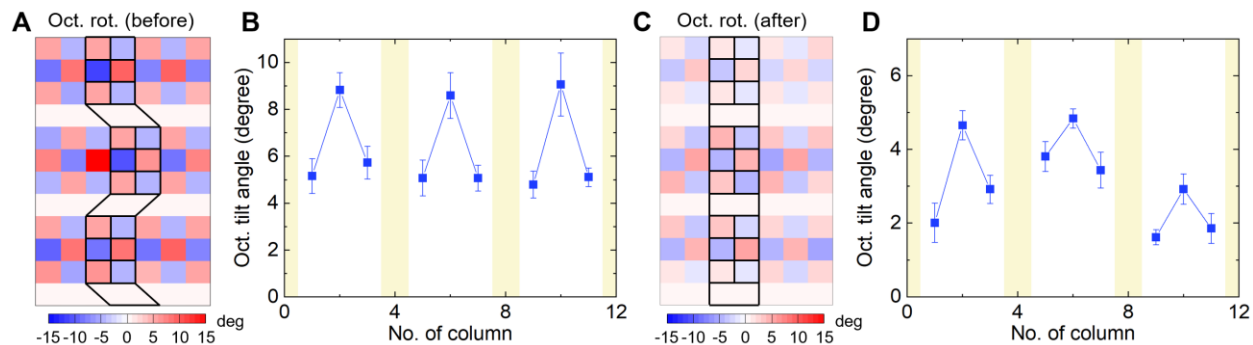 A Oct. rot. (before)
-15 -10 -5 0 5 10 15 deg
B
Oct. tilt angle (degree)
10
8
6
4
2
0
0 4 8 12
No. of column
C Oct. rot. (after)
-15 -10 -5 0 5 10 15 deg
D
Oct. tilt angle (degree)
6
4
2
0
0 4 8 12
No. of column